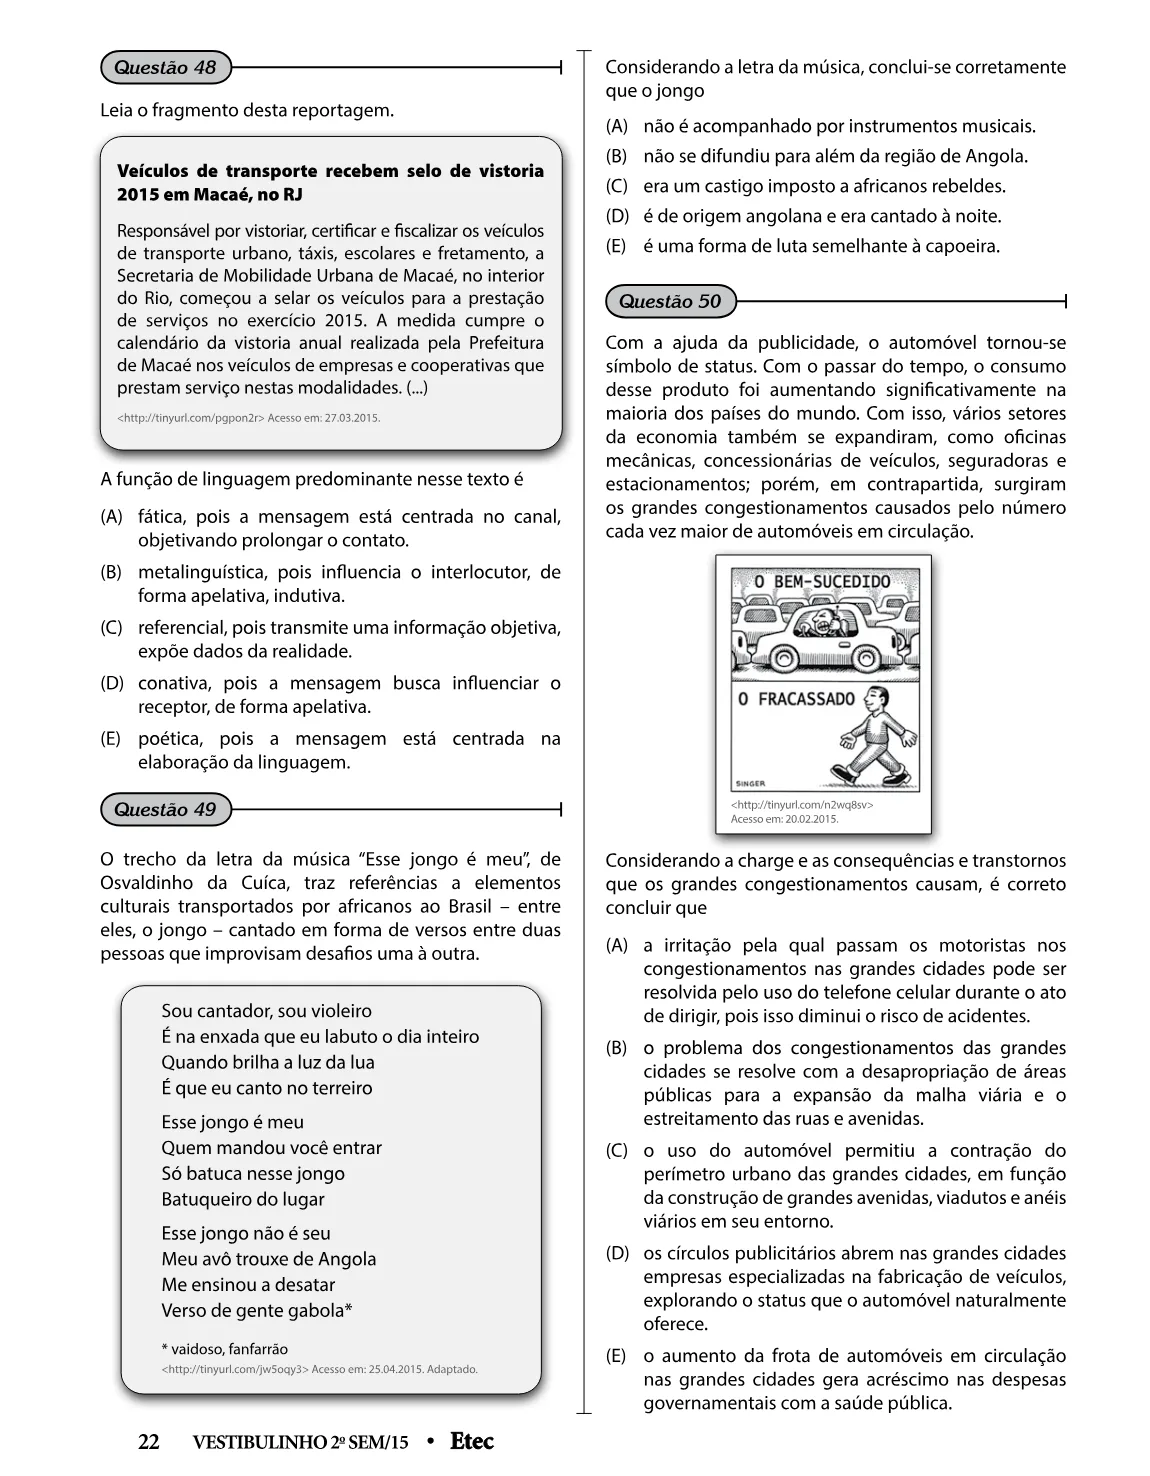 Questão 48
Leia o fragmento desta reportagem.
Veículos de transporte recebem selo de vistoria
2015 em Macaé, no RJ
Responsável por vistoriar, certificar e fiscalizar os veículos
de transporte urbano, táxis, escolares e fretamento, a
Secretaria de Mobilidade Urbana de Macaé, no interior
do Rio, começou a selar os veículos para a prestação
de serviços no exercício 2015. A medida cumpre o
calendário da vistoria anual realizada pela Prefeitura
de Macaé nos veículos de empresas e cooperativas que
prestam serviço nestas modalidades. (...)
<http://tinyurl.com/pgpon2r> Acesso em: 27.03.2015.
A função de linguagem predominante nesse texto é
(A) fática, pois a mensagem está centrada no canal,
objetivando prolongar o contato.
(B) metalinguística, pois influencia o interlocutor, de
forma apelativa, indutiva.
(C) referencial, pois transmite uma informação objetiva,
expõe dados da realidade.
(D) conativa, pois a mensagem busca influenciar o
receptor, de forma apelativa.
(E) poética, pois a mensagem está centrada na
elaboração da linguagem.
Questão 49
O trecho da letra da música “Esse jongo é meu”, de
Osvaldinho da Cuíca, traz referências a elementos
culturais transportados por africanos ao Brasil – entre
eles, o jongo – cantado em forma de versos entre duas
pessoas que improvisam desafios uma à outra.
Sou cantador, sou violeiro
É na enxada que eu labuto o dia inteiro
Quando brilha a luz da lua
É que eu canto no terreiro
Esse jongo é meu
Quem mandou você entrar
Só batuca nesse jongo
Batuqueiro do lugar
Esse jongo não é seu
Meu avô trouxe de Angola
Me ensinou a desatar
Verso de gente gabola*
* vaidoso, fanfarrão
<http://tinyurl.com/jw5oqy3> Acesso em: 25.04.2015. Adaptado.
Considerando a letra da música, conclui-se corretamente
que o jongo
(A) não é acompanhado por instrumentos musicais.
(B) não se difundiu para além da região de Angola.
(C) era um castigo imposto a africanos rebeldes.
(D) é de origem angolana e era cantado à noite.
(E) é uma forma de luta semelhante à capoeira.
Questão 50
Com a ajuda da publicidade, o automóvel tornou-se
símbolo de status. Com o passar do tempo, o consumo
desse produto foi aumentando significativamente na
maioria dos países do mundo. Com isso, vários setores
da economia também se expandiram, como oficinas
mecânicas, concessionárias de veículos, seguradoras e
estacionamentos; porém, em contrapartida, surgiram
os grandes congestionamentos causados pelo número
cada vez maior de automóveis em circulação.
O BEM-SUCEDIDO
O FRACASSADO
SINGER
<http://tinyurl.com/n2wq8sv>
Acesso em: 20.02.2015.
Considerando a charge e as consequências e transtornos
que os grandes congestionamentos causam, é correto
concluir que
(A) a irritação pela qual passam os motoristas nos
congestionamentos nas grandes cidades pode ser
resolvida pelo uso do telefone celular durante o ato
de dirigir, pois isso diminui o risco de acidentes.
(B) o problema dos congestionamentos das grandes
cidades se resolve com a desapropriação de áreas
públicas para a expansão da malha viária e o
estreitamento das ruas e avenidas.
(C) o uso do automóvel permitiu a contração do
perímetro urbano das grandes cidades, em função
da construção de grandes avenidas, viadutos e anéis
viários em seu entorno.
(D) os círculos publicitários abrem nas grandes cidades
empresas especializadas na fabricação de veículos,
explorando o status que o automóvel naturalmente
oferece.
(E) o aumento da frota de automóveis em circulação
nas grandes cidades gera acréscimo nas despesas
governamentais com a saúde pública.
22 VESTIBULINHO 2º SEM/15 • Etec